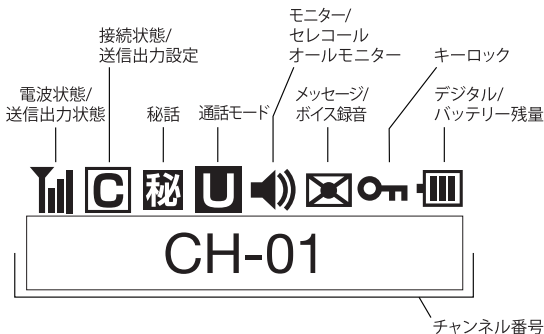 モニター/
セレコール
オールモニター
接続状態/
送信出力設定
キーロック
電波状態/
送信出力状態
秘話
通話モード
メッセージ/
ボイス録音
デジタル/
バッテリー残量
C
秘
U
CH-01
チャンネル番号